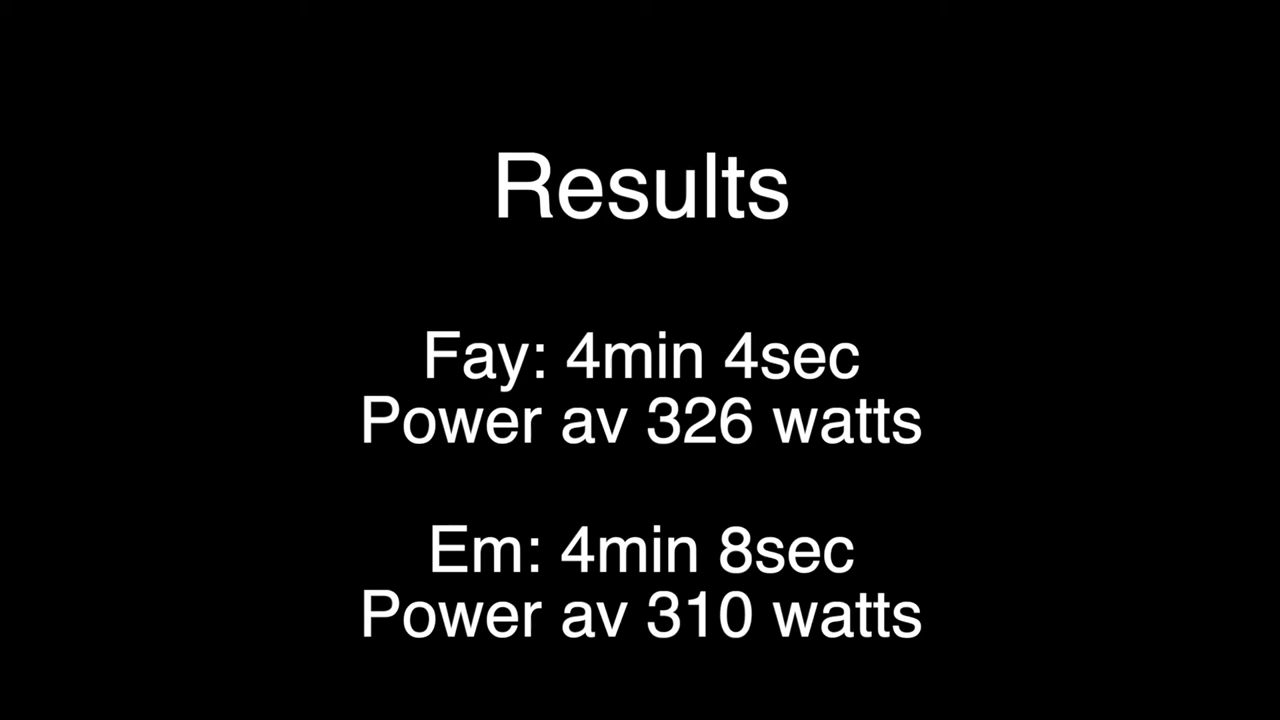 Results
Fay: 4min 4sec
Power av 326 watts
Em: 4min 8sec
Power av 310 watts